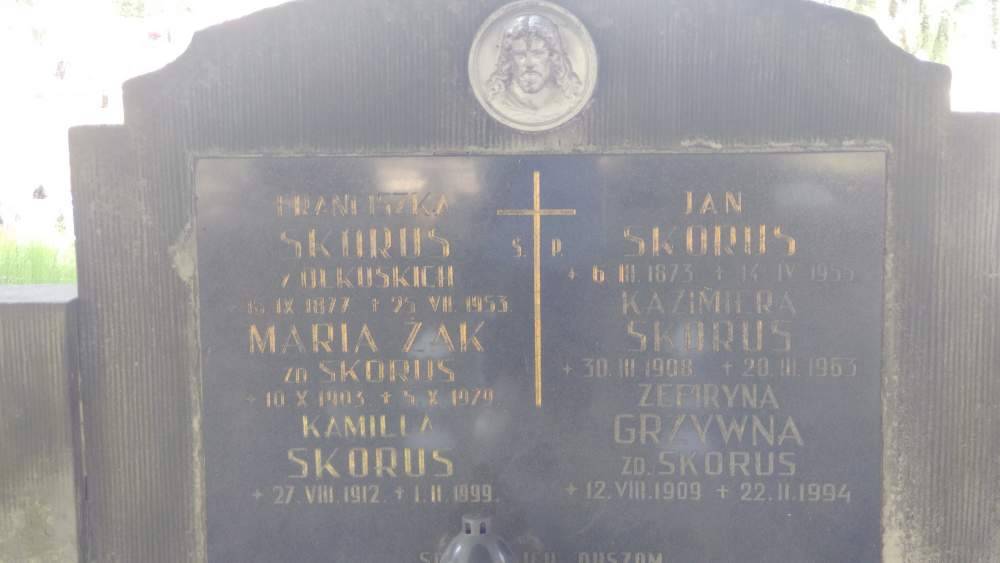 FRANCISZKA
SKORUS
Z OLKUSKICH
15.IX 1877 + 25.VII.1953.
MARIA ŻAK
ZD. SKORUS
+ 10.X.1903 + 5.X.1979
KAMILLA
SKORUS
+ 27.VIII.1912. + 1.II.1999.
Ś. P.
JAN
SKORUS
+ 6.III.1873 + 14.IV
KAZIMIERA
SKORUS
+ 30.III.1908 + 20.III.1963
ZEFIRYNA
GRZYWNA
ZD. SKORUS
+ 12.VIII.1909 + 22.II.1994
DUSZOM